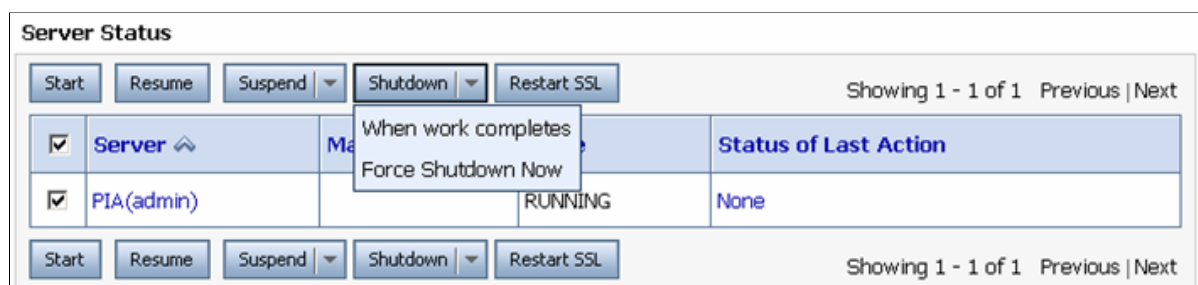 Server Status
Start Resume Suspend Shutdown Restart SSL Showing 1 - 1 of 1 Previous | Next
When work completes
Server Status of Last Action
Force Shutdown Now
PIA(admin) RUNNING None
Start Resume Suspend Shutdown Restart SSL Showing 1 - 1 of 1 Previous | Next